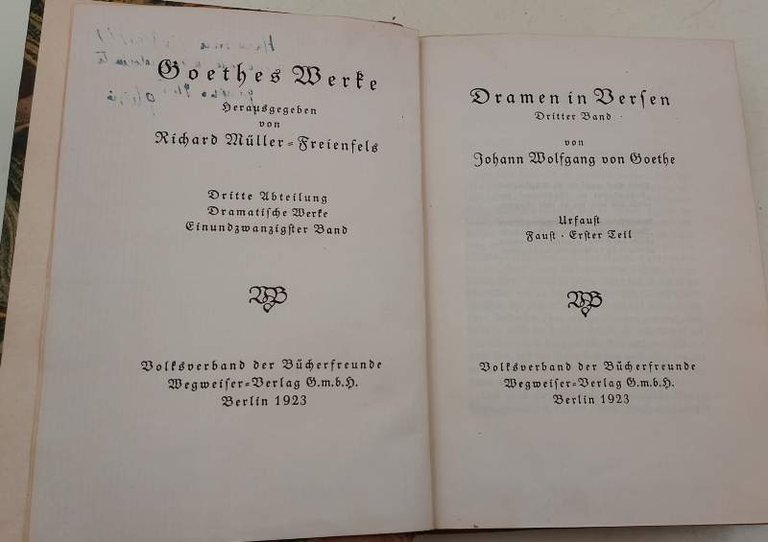 Goethes Werke
Herausgegeben
von
Richard Müller-Freienfels
Dritte Abteilung
Dramatische Werke
Einundzwanzigster Band
VB
Volksverband der Bücherfreunde
Wegweiser-Verlag G.m.b.H.
Berlin 1923
Dramen in Versen
Dritter Band
von
Johann Wolfgang von Goethe
Urfaust
Faust · Erster Teil
VB
Volksverband der Bücherfreunde
Wegweiser-Verlag G.m.b.H.
Berlin 1923